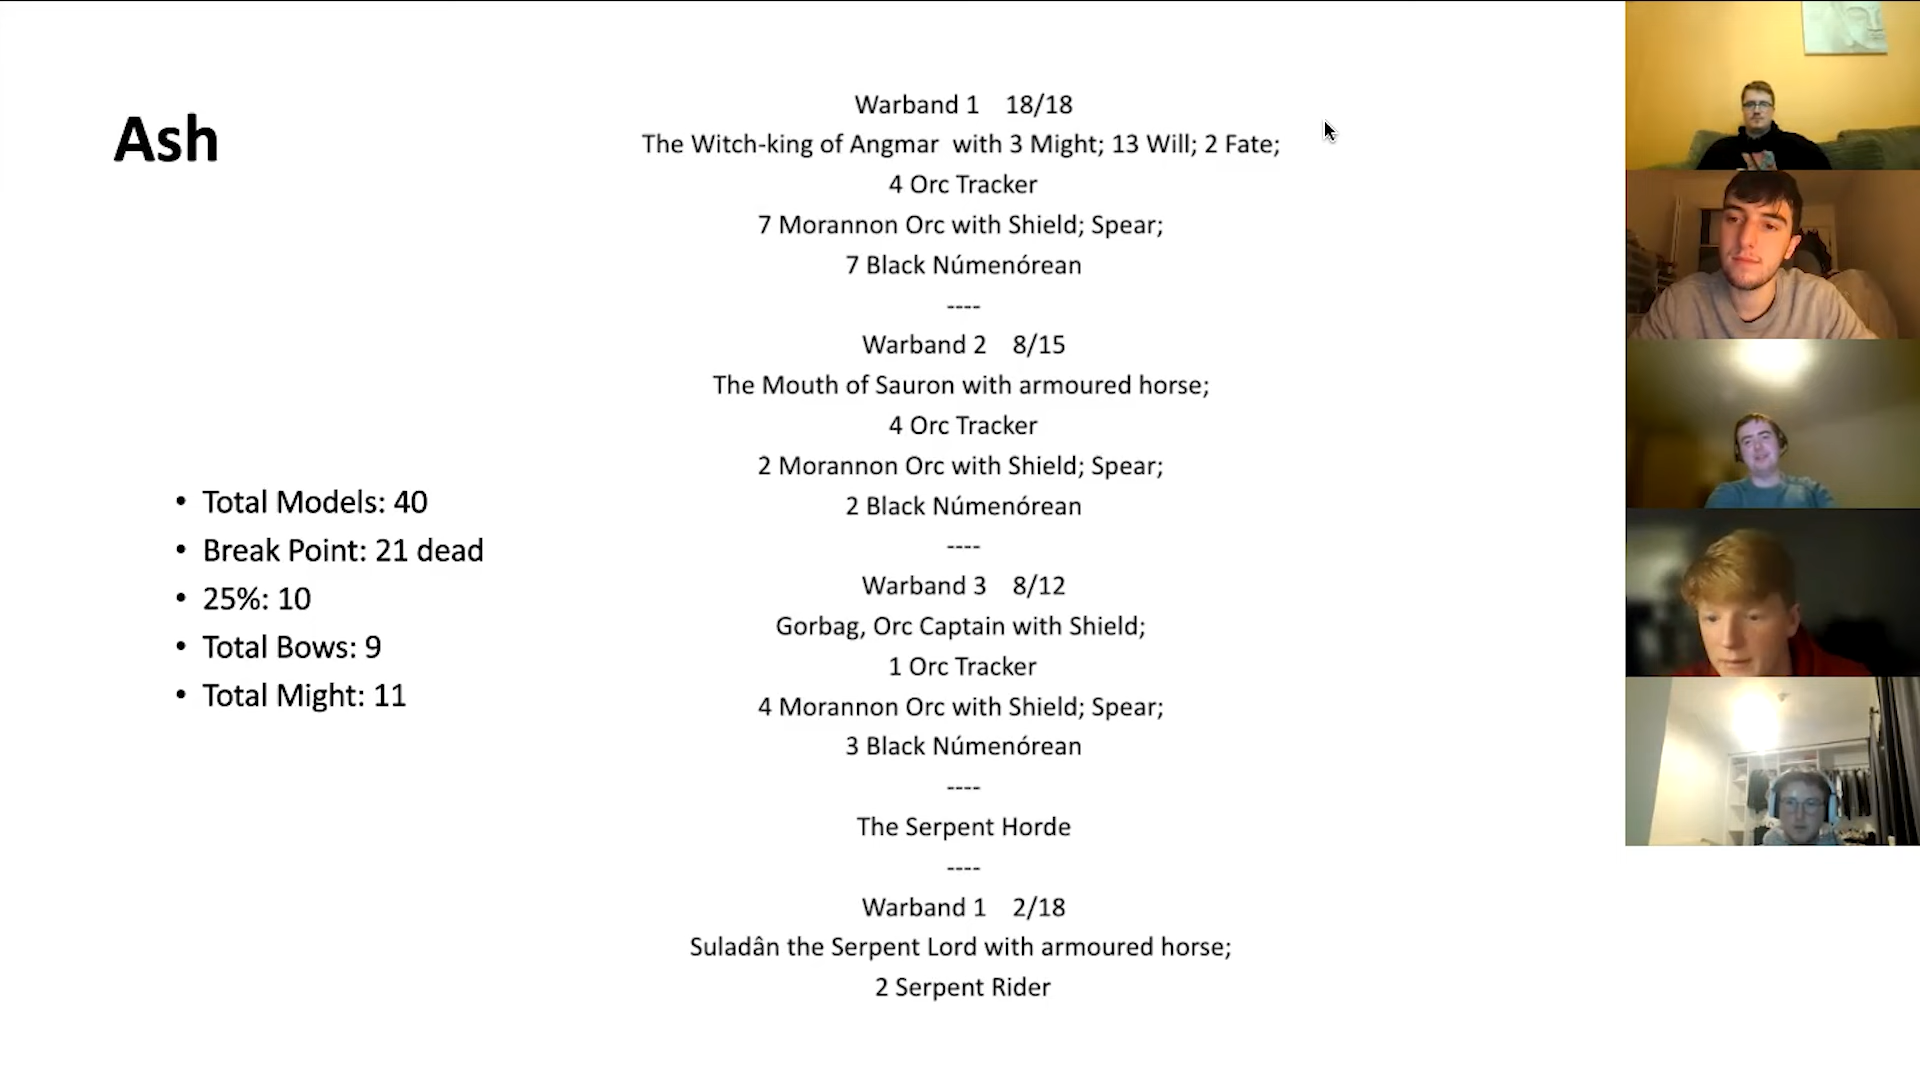 Ash
Total Models: 40
Break Point: 21 dead
25%: 10
Total Bows: 9
Total Might: 11
Warband 1 18/18
The Witch-king of Angmar with 3 Might; 13 Will; 2 Fate;
4 Orc Tracker
7 Morannon Orc with Shield; Spear;
7 Black Númenórean
----
Warband 2 8/15
The Mouth of Sauron with armoured horse;
4 Orc Tracker
2 Morannon Orc with Shield; Spear;
2 Black Númenórean
----
Warband 3 8/12
Gorbag, Orc Captain with Shield;
1 Orc Tracker
4 Morannon Orc with Shield; Spear;
3 Black Númenórean
----
The Serpent Horde
----
Warband 1 2/18
Suladân the Serpent Lord with armoured horse;
2 Serpent Rider